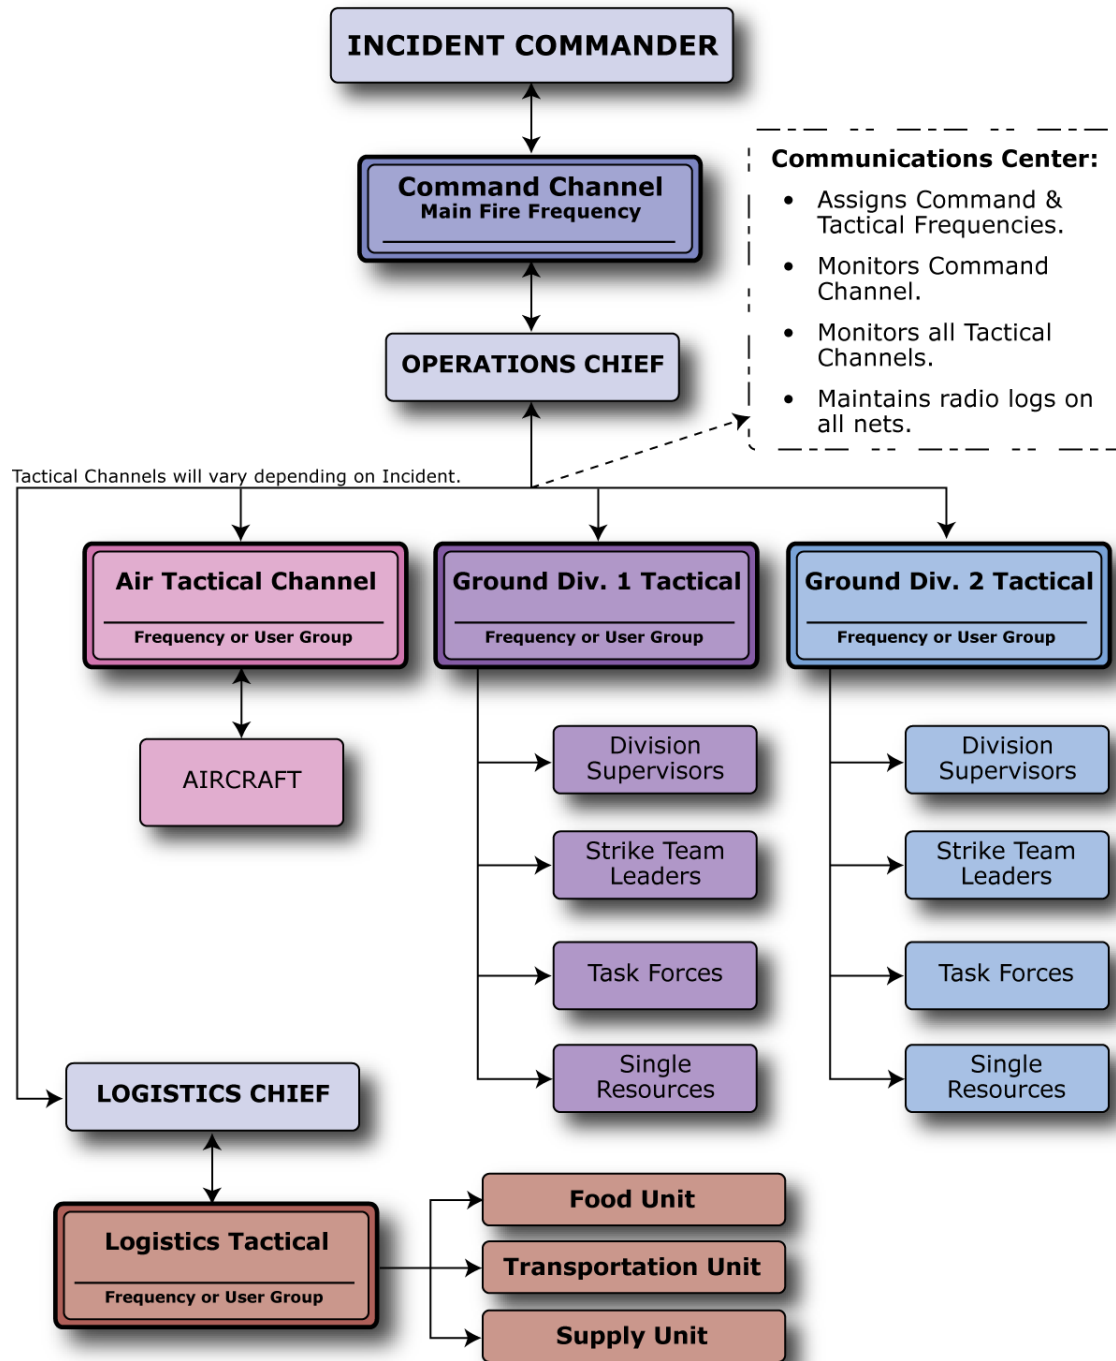 INCIDENT COMMANDER
Command Channel
Main Fire Frequency
Communications Center:
• Assigns Command &
Tactical Frequencies.
• Monitors Command
Channel.
• Monitors all Tactical
Channels.
• Maintains radio logs on
all nets.
OPERATIONS CHIEF
Tactical Channels will vary depending on Incident.
Air Tactical Channel
Frequency or User Group
AIRCRAFT
Ground Div. 1 Tactical
Frequency or User Group
Division
Supervisors
Strike Team
Leaders
Task Forces
Single
Resources
Ground Div. 2 Tactical
Frequency or User Group
Division
Supervisors
Strike Team
Leaders
Task Forces
Single
Resources
LOGISTICS CHIEF
Logistics Tactical
Frequency or User Group
Food Unit
Transportation Unit
Supply Unit